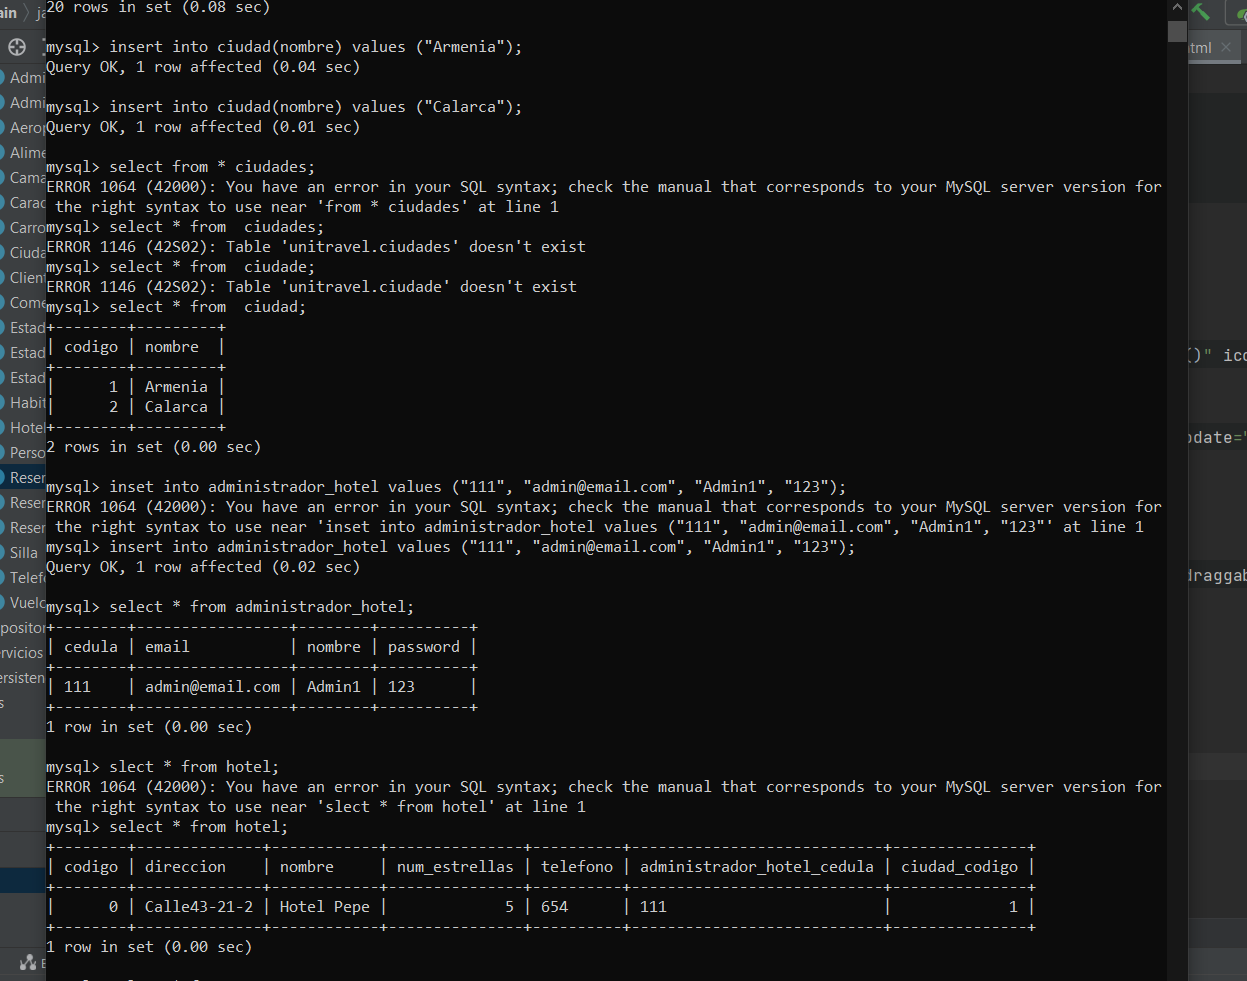 20 rows in set (0.08 sec)
mysql> insert into ciudad(nombre) values ("Armenia");
Query OK, 1 row affected (0.04 sec)
mysql> insert into ciudad(nombre) values ("Calarca");
Query OK, 1 row affected (0.01 sec)
mysql> select from * ciudades;
ERROR 1064 (42000): You have an error in your SQL syntax; check the manual that corresponds to your MySQL server version for
the right syntax to use near 'from * ciudades' at line 1
mysql> select * from  ciudades;
ERROR 1146 (42S02): Table 'unitravel.ciudades' doesn't exist
mysql> select * from  ciudade;
ERROR 1146 (42S02): Table 'unitravel.ciudade' doesn't exist
mysql> select * from  ciudad;
+--------+---------+
| codigo | nombre  |
+--------+---------+
|      1 | Armenia |
|      2 | Calarca |
+--------+---------+
2 rows in set (0.00 sec)
mysql> inset into administrador_hotel values ("111", "admin@email.com", "Admin1", "123");
ERROR 1064 (42000): You have an error in your SQL syntax; check the manual that corresponds to your MySQL server version for
the right syntax to use near 'inset into administrador_hotel values ("111", "admin@email.com", "Admin1", "123"' at line 1
mysql> insert into administrador_hotel values ("111", "admin@email.com", "Admin1", "123");
Query OK, 1 row affected (0.02 sec)
mysql> select * from administrador_hotel;
+--------+-----------------+--------+----------+
| cedula | email           | nombre | password |
+--------+-----------------+--------+----------+
| 111    | admin@email.com | Admin1 | 123      |
+--------+-----------------+--------+----------+
1 row in set (0.00 sec)
mysql> slect * from hotel;
ERROR 1064 (42000): You have an error in your SQL syntax; check the manual that corresponds to your MySQL server version for
the right syntax to use near 'slect * from hotel' at line 1
mysql> select * from hotel;
+--------+--------------+------------+---------------+----------+----------------------------+---------------+
| codigo | direccion    | nombre     | num_estrellas | telefono | administrador_hotel_cedula | ciudad_codigo |
+--------+--------------+------------+---------------+----------+----------------------------+---------------+
|      0 | Calle43-21-2 | Hotel Pepe |             5 | 654      | 111                        |             1 |
+--------+--------------+------------+---------------+----------+----------------------------+---------------+
1 row in set (0.00 sec)
ain
ja
Admi
Admi
Aerop
Alime
Cama
Carac
Carro
Ciuda
Client
Come
Estad
Estad
Estad
Habit
Hotel
Perso
Reser
Reser
Reser
Silla
Telef
Vuelo
positor
ervicios
ersisten
s
s
tml
()" ico
pdate="
draggab